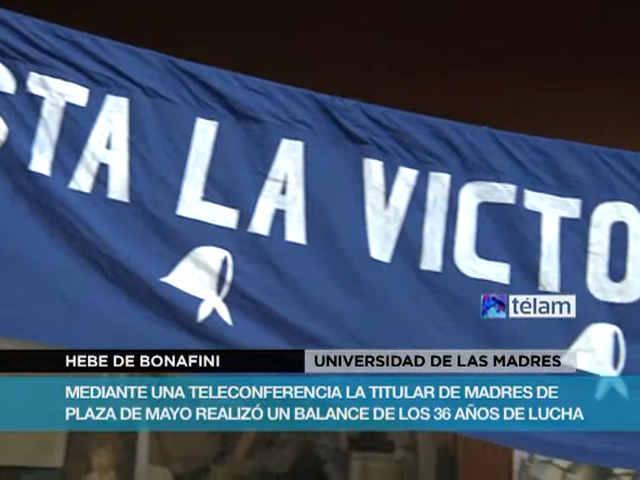 STA LA VICTO
télam
HEBE DE BONAFINI
UNIVERSIDAD DE LAS MADRES
MEDIANTE UNA TELECONFERENCIA LA TITULAR DE MADRES DE
PLAZA DE MAYO REALIZÓ UN BALANCE DE LOS 36 AÑOS DE LUCHA